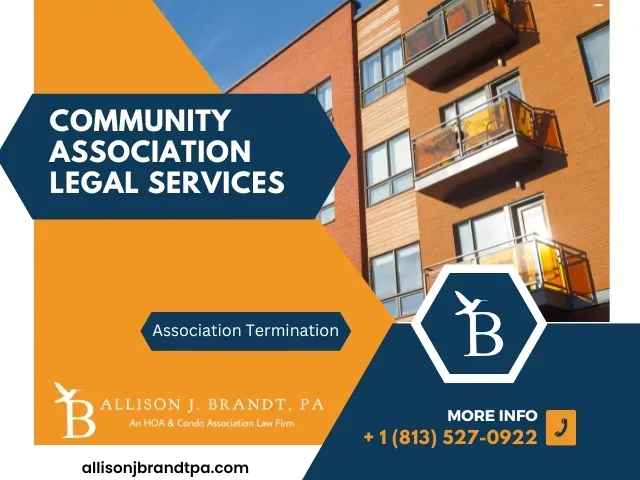 COMMUNITY
ASSOCIATION
LEGAL SERVICES
Association Termination
B
B
ALLISON J. BRANDT, PA
An HOA & Condo Association Law Firm
MORE INFO
+ 1 (813) 527-0922
allisonjbrandtpa.com